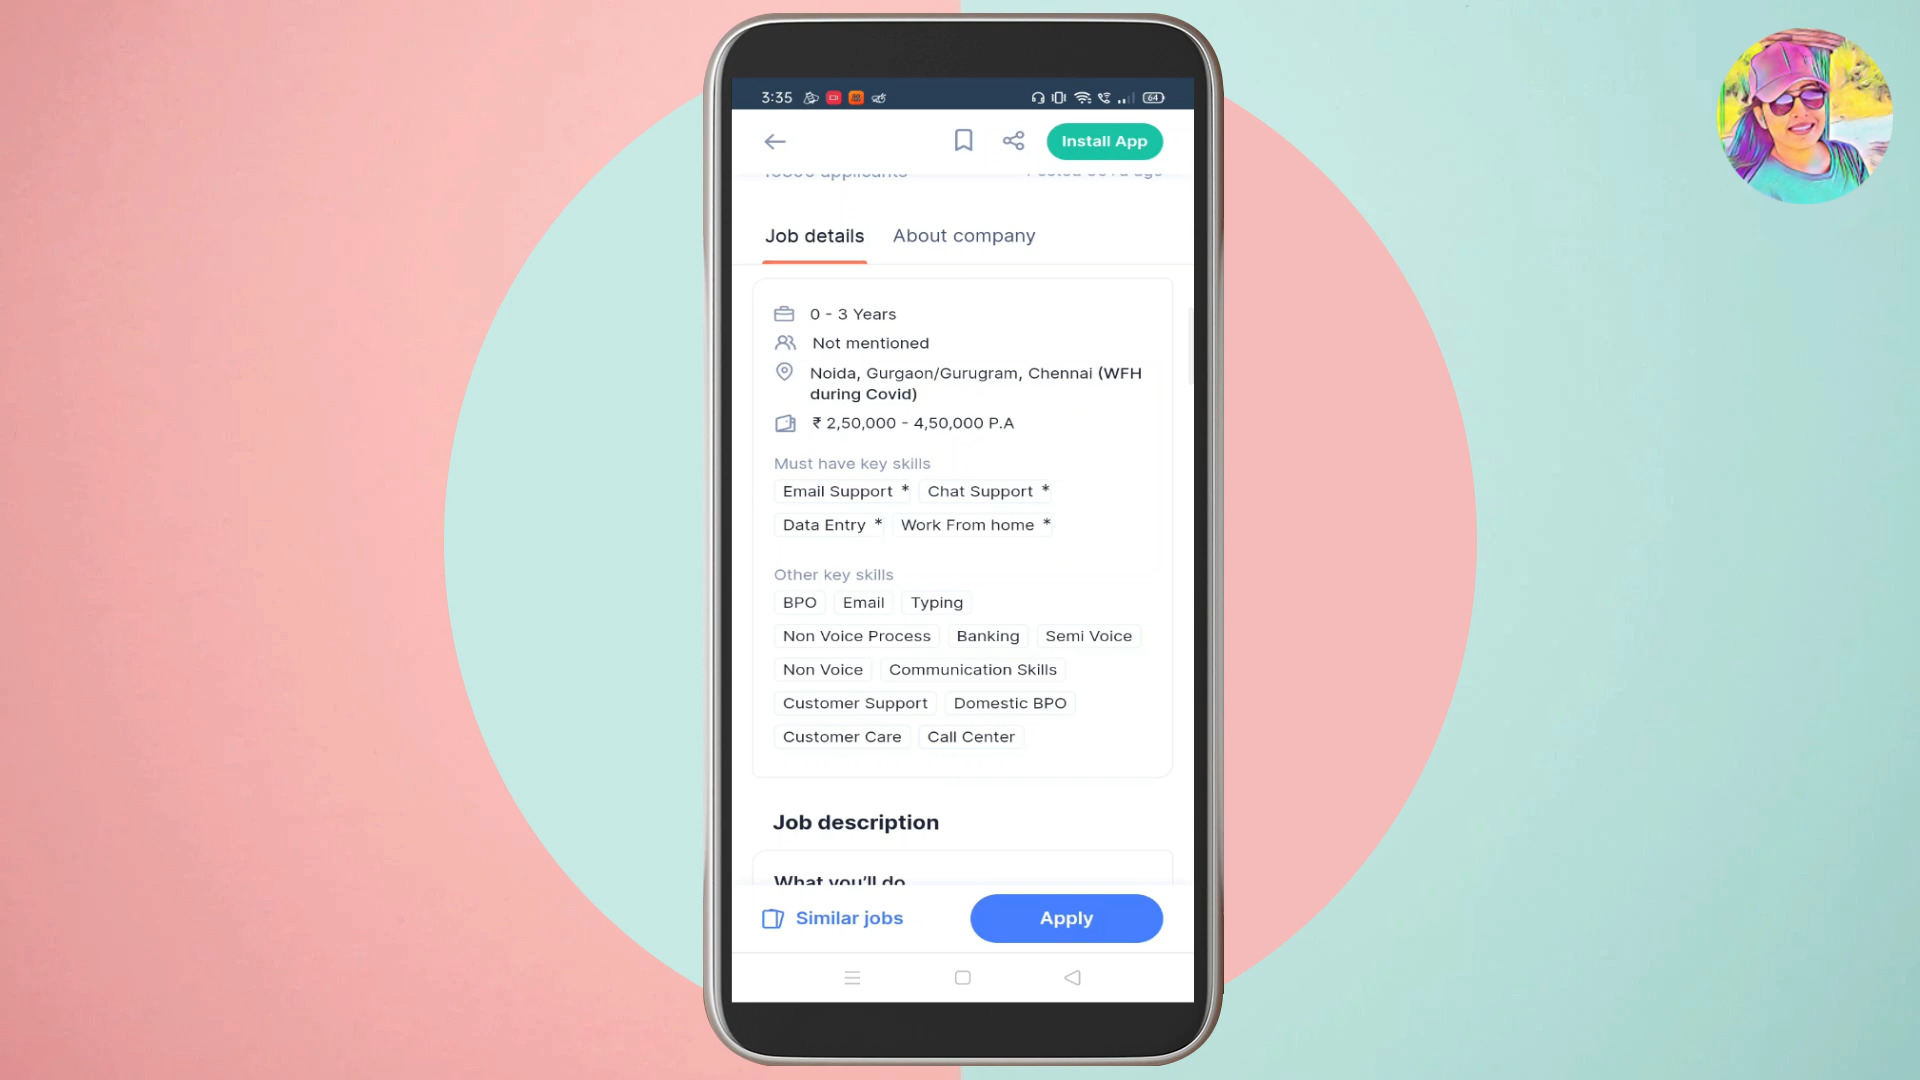 3:35
64
Install App
applicants
Job details
About company
0 - 3 Years
Not mentioned
Noida, Gurgaon/Gurugram, Chennai (WFH
during Covid)
₹ 2,50,000 - 4,50,000 P.A
Must have key skills
Email Support * Chat Support *
Data Entry * Work From home *
Other key skills
BPO Email Typing
Non Voice Process Banking Semi Voice
Non Voice Communication Skills
Customer Support Domestic BPO
Customer Care Call Center
Job description
What you'll do
Similar jobs
Apply